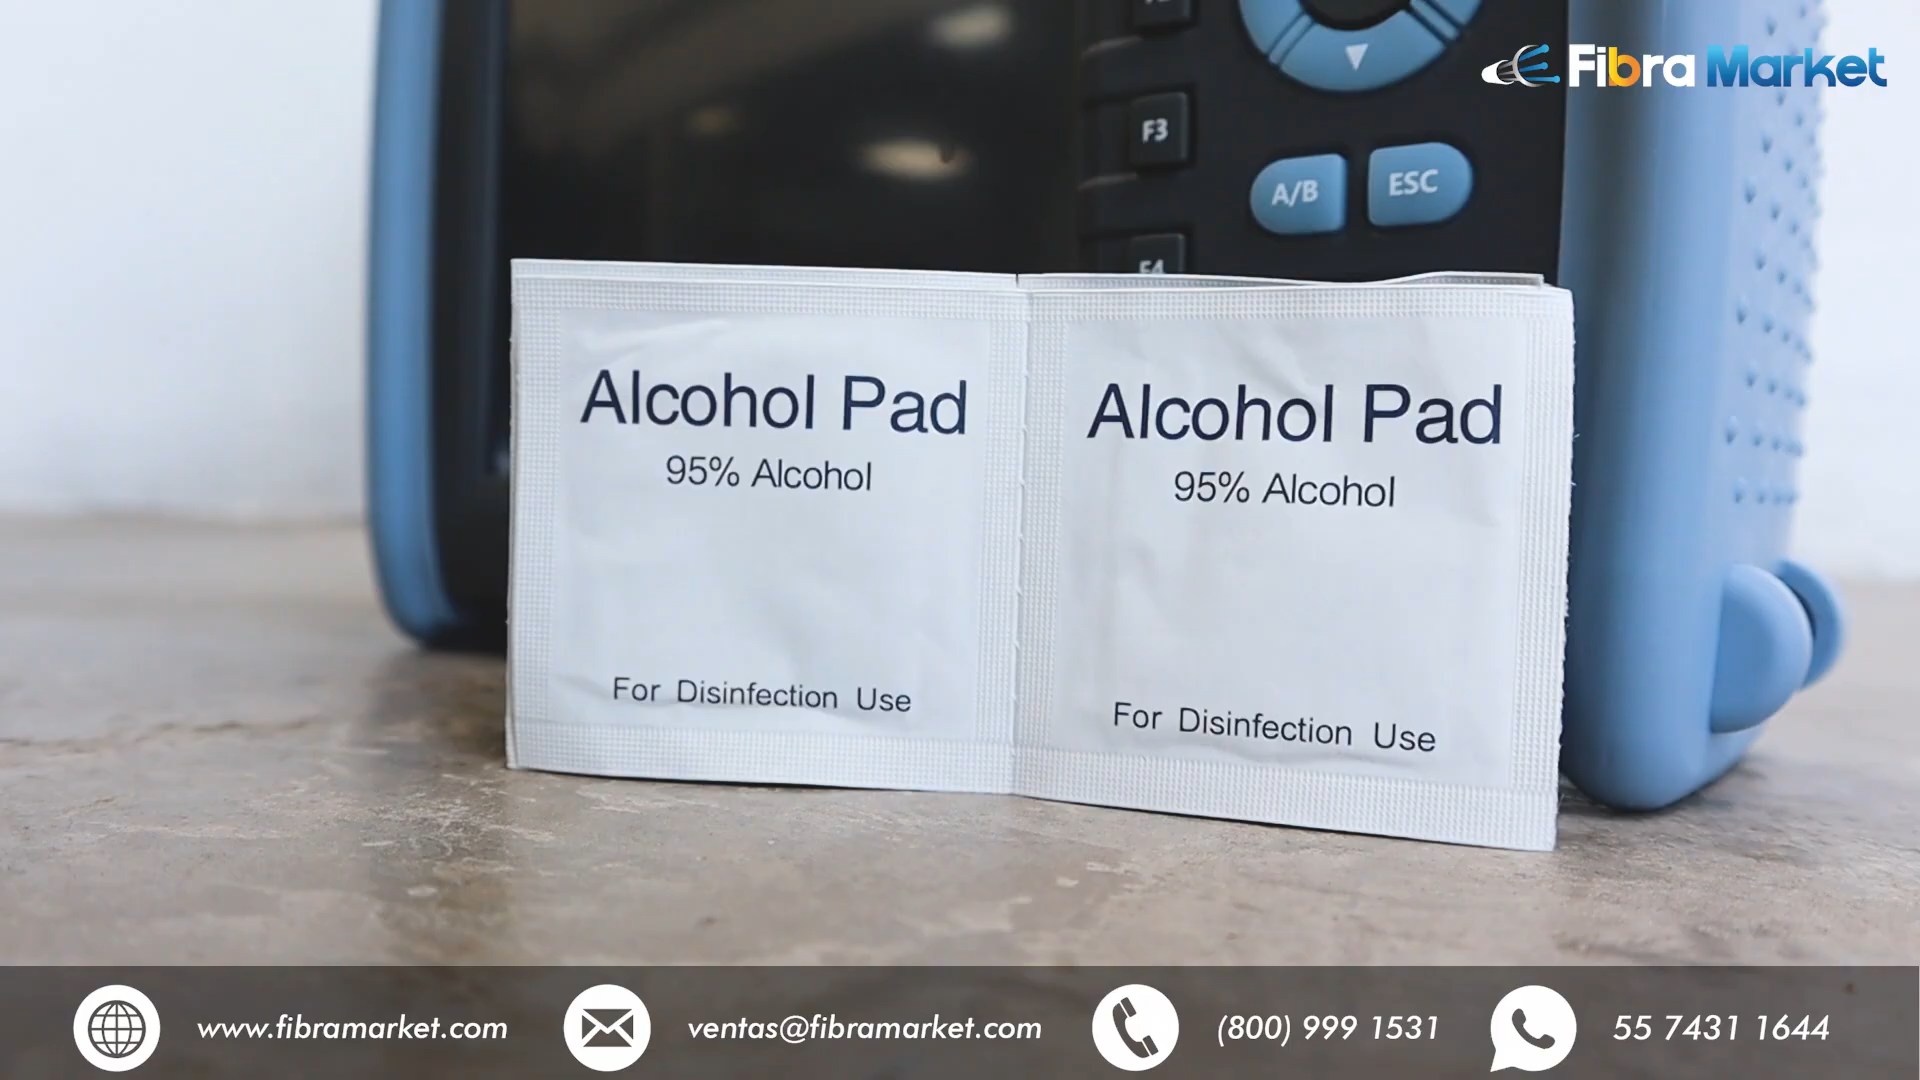 Fibra Market
F3
A/B
ESC
F4
Alcohol Pad
95% Alcohol
For Disinfection Use
Alcohol Pad
95% Alcohol
For Disinfection Use
www.fibramarket.com
ventas@fibramarket.com
(800) 999 1531
55 7431 1644